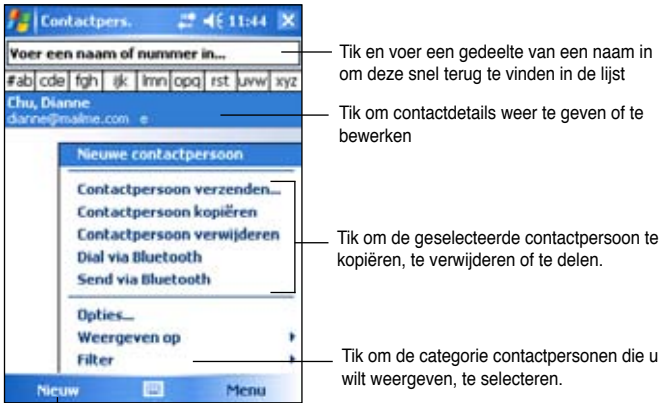 Contactpers. 11:44
Voer een naam of nummer in...
#ab cde fgh ijk lmn opq rst uvw xyz
Chu, Dianne
dianne@mailme.com e
Nieuwe contactpersoon
Contactpersoon verzenden...
Contactpersoon kopiëren
Contactpersoon verwijderen
Dial via Bluetooth
Send via Bluetooth
Opties...
Weergeven op
Filter
Nieuw Menu
Tik en voer een gedeelte van een naam in
om deze snel terug te vinden in de lijst
Tik om contactdetails weer te geven of te
bewerken
Tik om de geselecteerde contactpersoon te
kopiëren, te verwijderen of te delen.
Tik om de categorie contactpersonen die u
wilt weergeven, te selecteren.